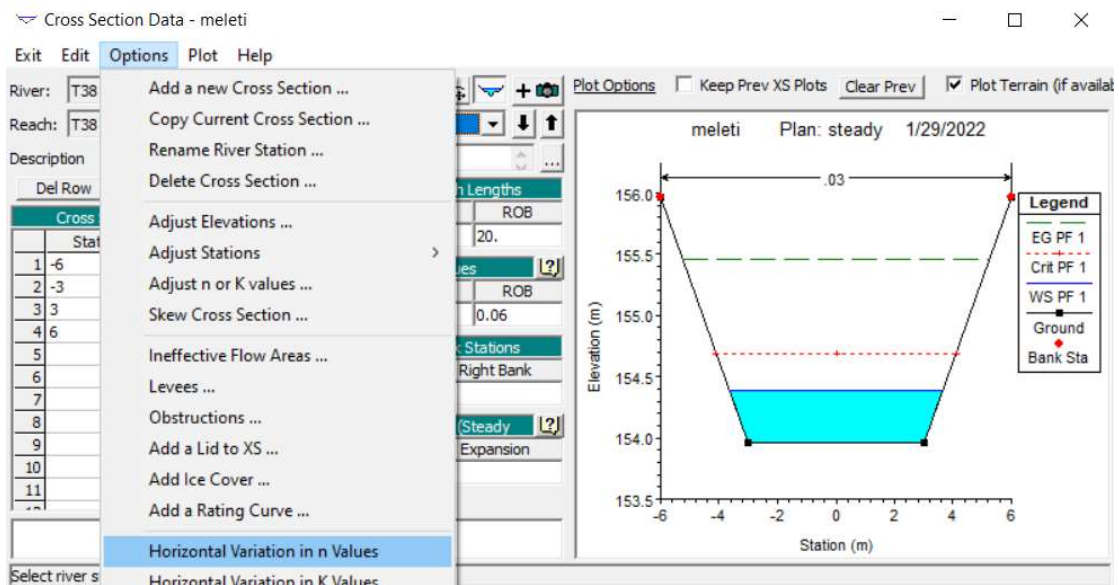 Cross Section Data - meleti
Exit Edit Options Plot Help
River: T38
Reach: T38
Description
Del Row
Cross
Stat
1 -6
2 -3
3 3
4 6
5
6
7
8
9
10
11
Add a new Cross Section ...
Copy Current Cross Section ...
Rename River Station ...
Delete Cross Section ...
Adjust Elevations ...
Adjust Stations
Adjust n or K values ...
Skew Cross Section ...
Ineffective Flow Areas ...
Levees ...
Obstructions ...
Add a Lid to XS ...
Add Ice Cover ...
Add a Rating Curve ...
Horizontal Variation in n Values
Horizontal Variation in K Values
h Lengths
ROB
20.
ues
ROB
0.06
k Stations
Right Bank
(Steady
Expansion
Plot Options Keep Prev XS Plots Clear Prev Plot Terrain (if availab
meleti Plan: steady 1/29/2022
.03
Legend
EG PF 1
Crit PF 1
WS PF 1
Ground
Bank Sta
Elevation (m)
156.0
155.5
155.0
154.5
154.0
153.5
-6 -4 -2 0 2 4 6
Station (m)
Select river s